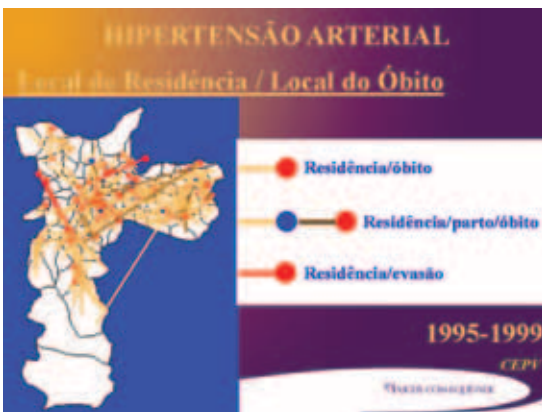 HIPERTENSÃO ARTERIAL
Local de Residência / Local do Óbito
Residência/óbito
Residência/parto/óbito
Residência/evasão
1995-1999
CEPV